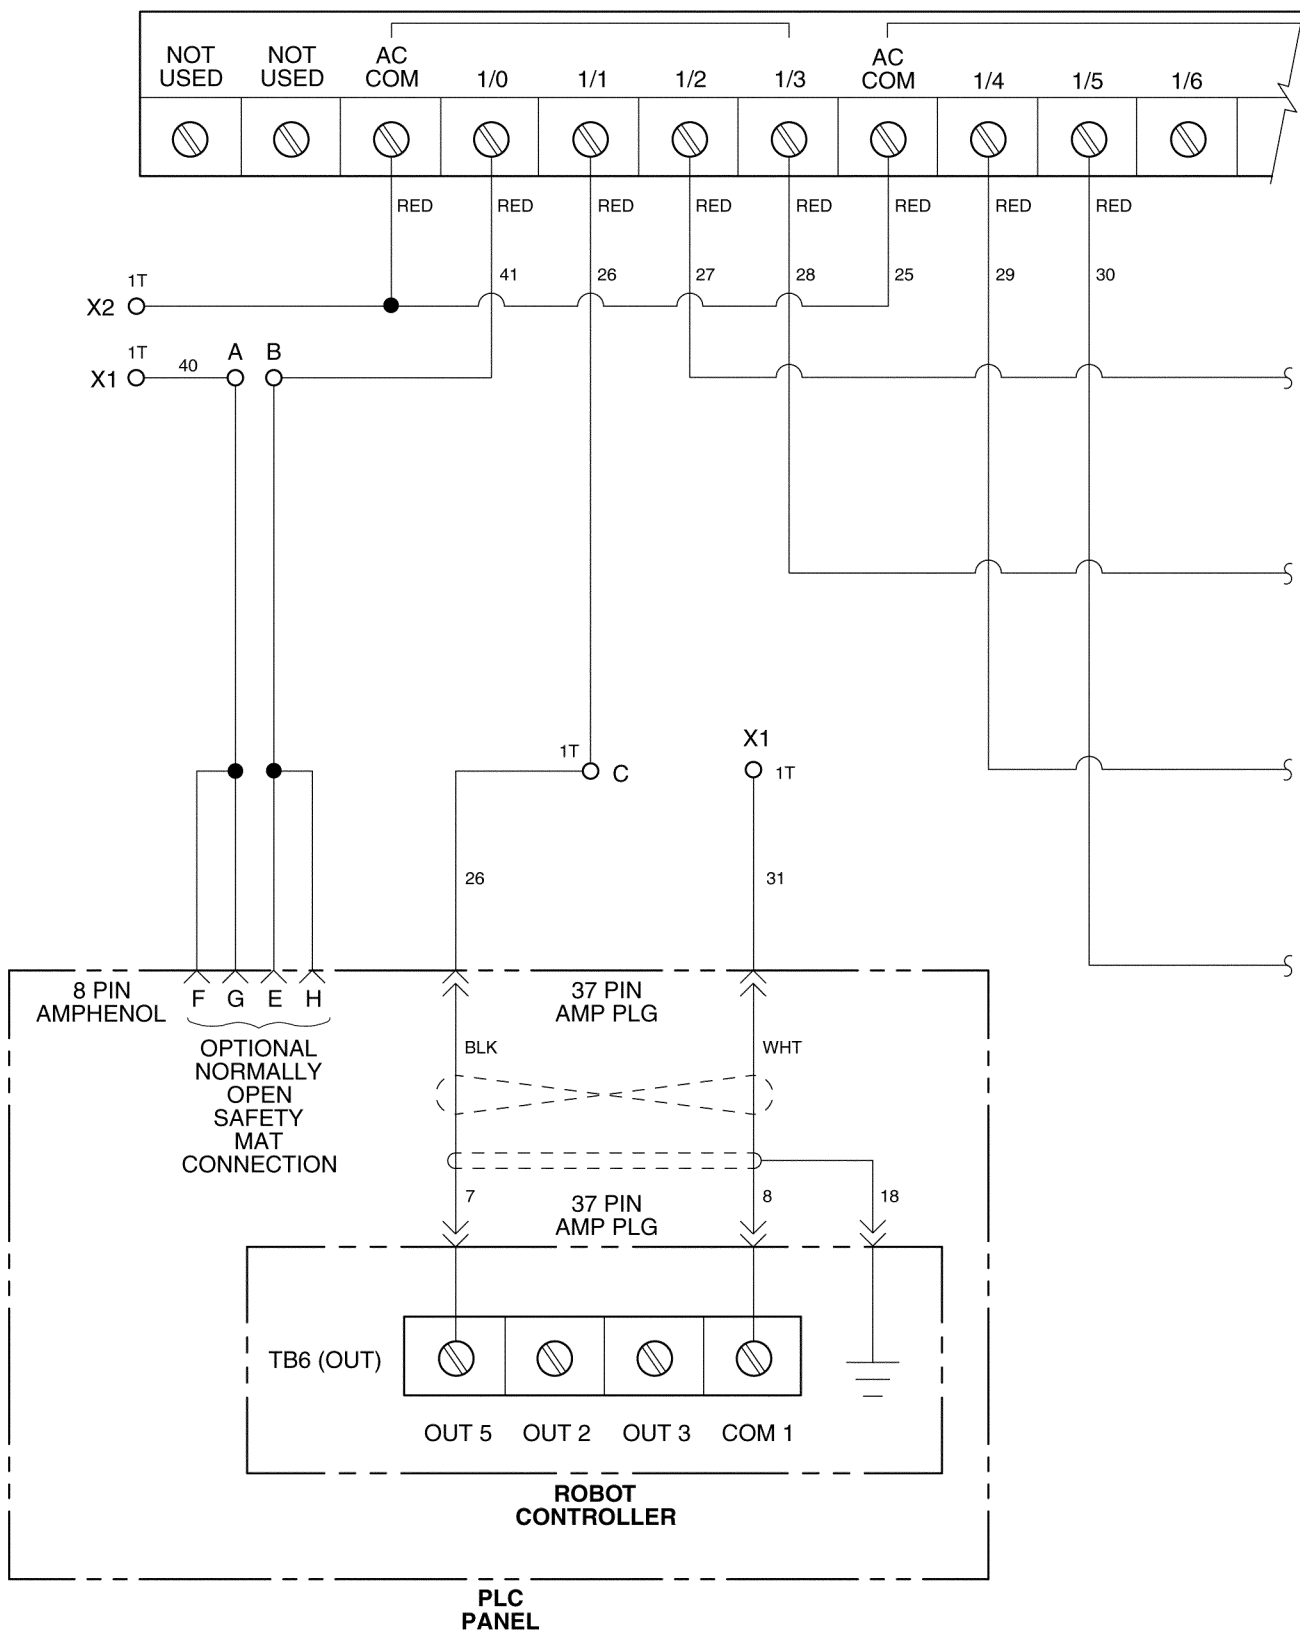 NOT
USED
NOT
USED
AC
COM
1/0
1/1
1/2
1/3
AC
COM
1/4
1/5
1/6
RED
RED
RED
RED
RED
RED
RED
RED
41
26
27
28
25
29
30
1T
X2
1T
X1
40
A
B
1T
C
X1
1T
26
31
8 PIN
AMPHENOL
F
G
E
H
37 PIN
AMP PLG
OPTIONAL
NORMALLY
OPEN
SAFETY
MAT
CONNECTION
BLK
WHT
7
37 PIN
AMP PLG
8
18
TB6 (OUT)
OUT 5
OUT 2
OUT 3
COM 1
ROBOT
CONTROLLER
PLC
PANEL